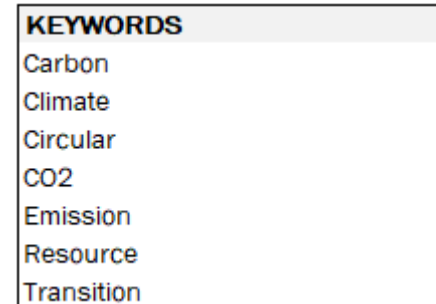 KEYWORDS
Carbon
Climate
Circular
CO2
Emission
Resource
Transition